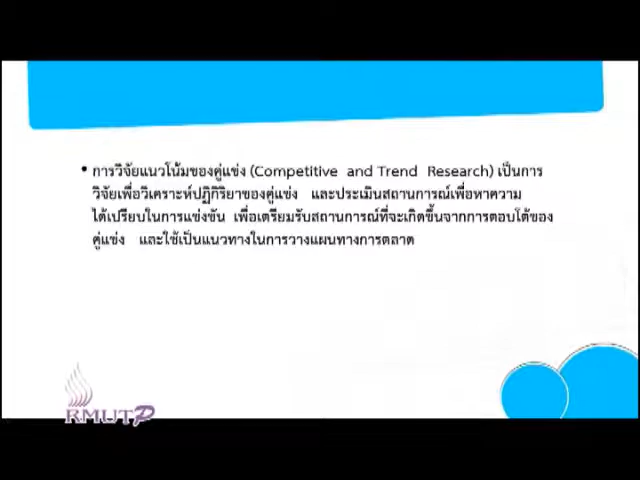 • การวิจัยแนวโน้มของคู่แข่ง (Competitive and Trend Research) เป็นการ
วิจัยเพื่อวิเคราะห์ปฏิกิริยาของคู่แข่ง และประเมินสถานการณ์เพื่อหาความ
ได้เปรียบในการแข่งขัน เพื่อเตรียมรับสถานการณ์ที่จะเกิดขึ้นจากการตอบโต้ของ
คู่แข่ง และใช้เป็นแนวทางในการวางแผนทางการตลาด
RMUTP